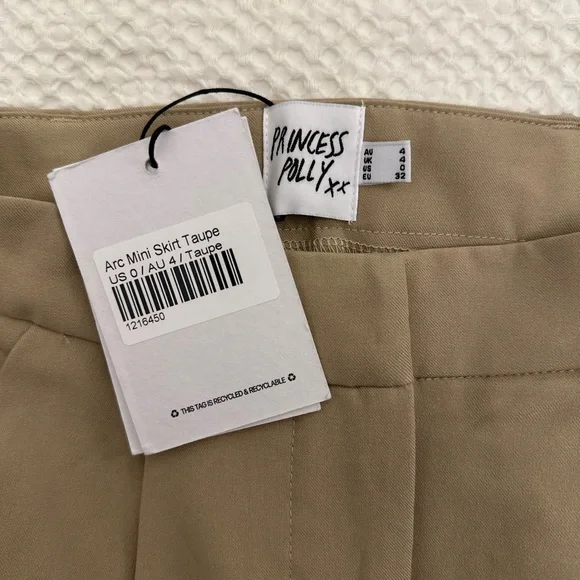 PRINCESS
POLLY xx
AU 4
UK 4
US 0
EU 32
Arc Mini Skirt Taupe
US 0 / AU 4 / Taupe
1216450
THIS TAG IS RECYCLED & RECYCLABLE